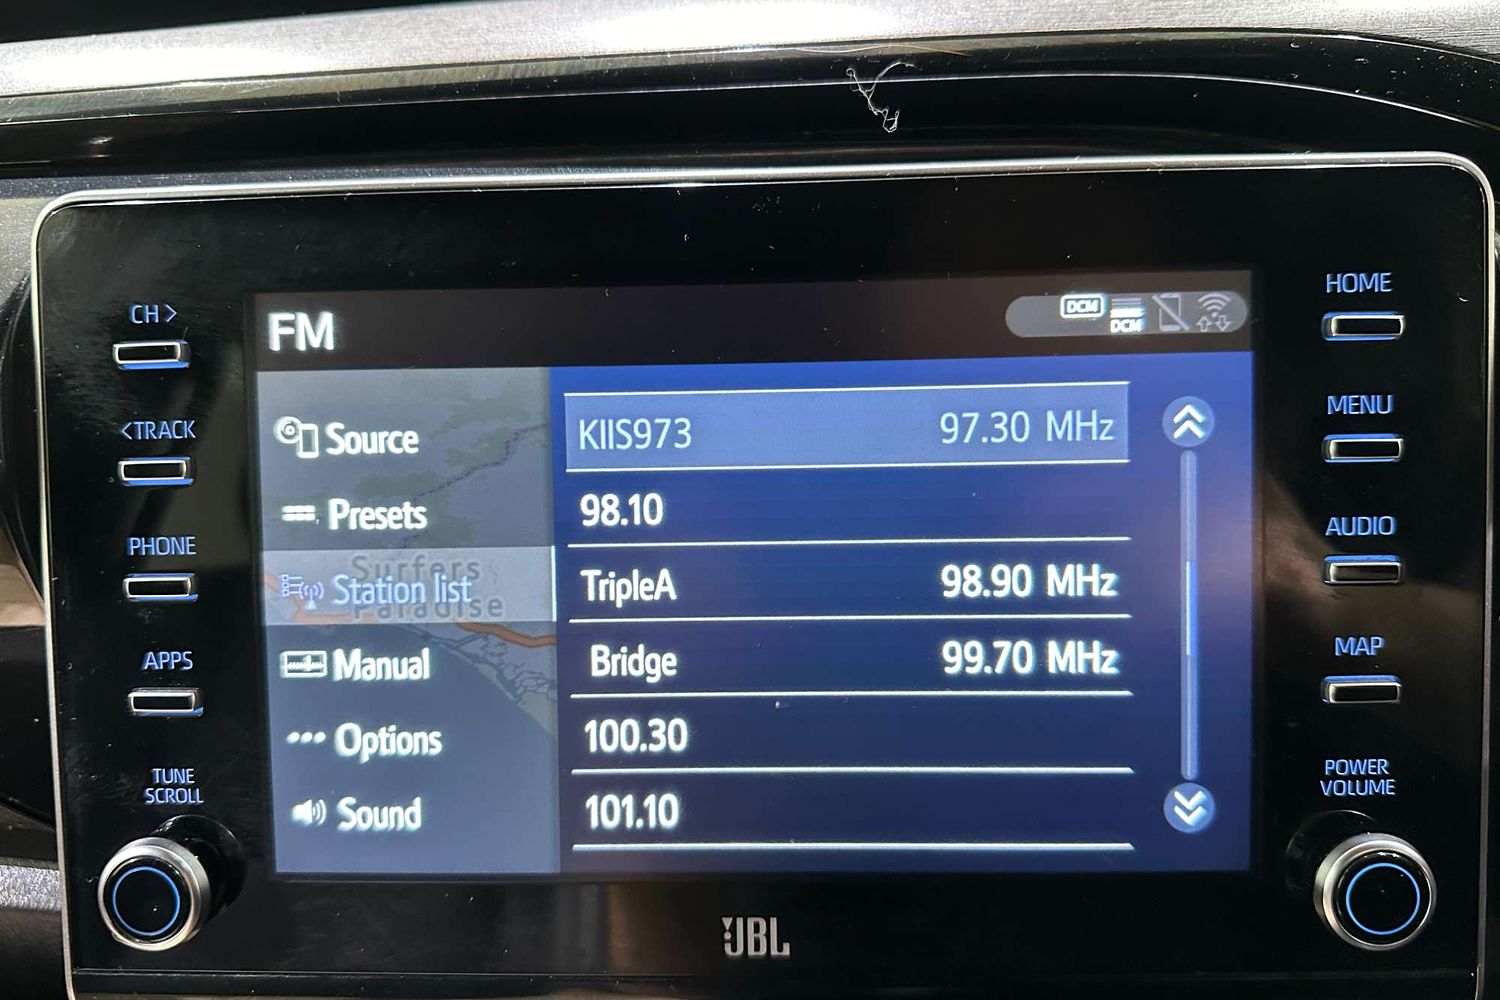 CH>
<TRACK
PHONE
APPS
TUNE
SCROLL
FM
DCM
DCM
Source
Presets
Station list
Manual
Options
Sound
Surfers
Paradise
KIIS973 97.30 MHz
98.10
TripleA 98.90 MHz
Bridge 99.70 MHz
100.30
101.10
HOME
MENU
AUDIO
MAP
POWER
VOLUME
JBL